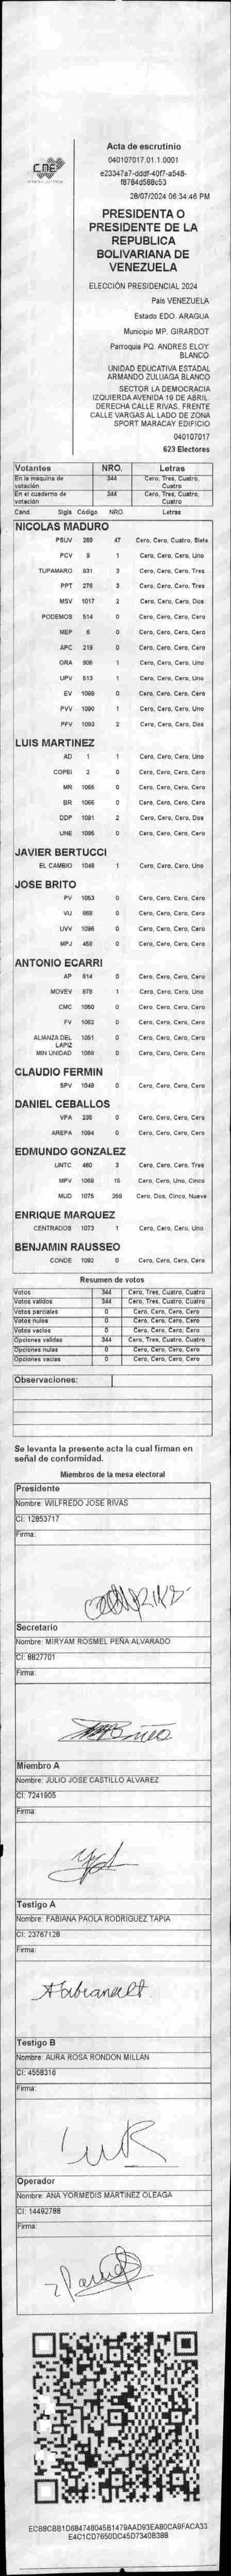 CNE
Acta de escrutinio
040107017.01.1.0001
e23347a7-dddf-40f7-a548-
f8784d588c53
28/07/2024 06:34:46 PM
PRESIDENTA O
PRESIDENTE DE LA
REPUBLICA
BOLIVARIANA DE
VENEZUELA
ELECCIÓN PRESIDENCIAL 2024
País VENEZUELA
Estado EDO. ARAGUA
Municipio MP. GIRARDOT
Parroquia PQ. ANDRES ELOY
BLANCO
UNIDAD EDUCATIVA ESTADAL
ARMANDO ZULUAGA BLANCO
SECTOR LA DEMOCRACIA
IZQUIERDA AVENIDA 19 DE ABRIL.
DERECHA CALLE RIVAS. FRENTE
CALLE VARGAS AL LADO DE ZONA
SPORT MARACAY EDIFICIO
040107017
623 Electores
Votantes NRO. Letras
En la máquina de votación 344 Cero, Tres, Cuatro, Cuatro
En el cuaderno de votación 344 Cero, Tres, Cuatro, Cuatro
Cand. Sigla Código NRO. Letras
NICOLAS MADURO
PSUV 269 47 Cero, Cero, Cuatro, Siete
PCV 9 1 Cero, Cero, Cero, Uno
TUPAMARO 931 3 Cero, Cero, Cero, Tres
PPT 276 3 Cero, Cero, Cero, Tres
MSV 1017 2 Cero, Cero, Cero, Dos
PODEMOS 514 0 Cero, Cero, Cero, Cero
MEP 6 0 Cero, Cero, Cero, Cero
APC 219 0 Cero, Cero, Cero, Cero
ORA 906 1 Cero, Cero, Cero, Uno
UPV 513 1 Cero, Cero, Cero, Uno
EV 1089 0 Cero, Cero, Cero, Cero
PVV 1090 1 Cero, Cero, Cero, Uno
PFV 1093 2 Cero, Cero, Cero, Dos
LUIS MARTINEZ
AD 1 1 Cero, Cero, Cero, Uno
COPEI 2 0 Cero, Cero, Cero, Cero
MR 1065 0 Cero, Cero, Cero, Cero
BR 1066 0 Cero, Cero, Cero, Cero
DDP 1091 2 Cero, Cero, Cero, Dos
UNE 1095 0 Cero, Cero, Cero, Cero
JAVIER BERTUCCI
EL CAMBIO 1048 1 Cero, Cero, Cero, Uno
JOSE BRITO
PV 1053 0 Cero, Cero, Cero, Cero
VU 868 0 Cero, Cero, Cero, Cero
UVV 1096 0 Cero, Cero, Cero, Cero
MPJ 458 0 Cero, Cero, Cero, Cero
ANTONIO ECARRI
AP 814 0 Cero, Cero, Cero, Cero
MOVEV 878 1 Cero, Cero, Cero, Uno
CMC 1050 0 Cero, Cero, Cero, Cero
FV 1062 0 Cero, Cero, Cero, Cero
ALIANZA DEL LAPIZ 1051 0 Cero, Cero, Cero, Cero
MIN UNIDAD 1088 0 Cero, Cero, Cero, Cero
CLAUDIO FERMIN
SPV 1049 0 Cero, Cero, Cero, Cero
DANIEL CEBALLOS
VPA 235 0 Cero, Cero, Cero, Cero
AREPA 1094 0 Cero, Cero, Cero, Cero
EDMUNDO GONZALEZ
UNTC 460 3 Cero, Cero, Cero, Tres
MPV 1069 15 Cero, Cero, Uno, Cinco
MUD 1075 259 Cero, Dos, Cinco, Nueve
ENRIQUE MARQUEZ
CENTRADOS 1073 1 Cero, Cero, Cero, Uno
BENJAMIN RAUSSEO
CONDE 1092 0 Cero, Cero, Cero, Cero
Resumen de votos
Votos 344 Cero, Tres, Cuatro, Cuatro
Votos válidos 344 Cero, Tres, Cuatro, Cuatro
Votos parciales 0 Cero, Cero, Cero, Cero
Votos nulos 0 Cero, Cero, Cero, Cero
Votos vacíos 0 Cero, Cero, Cero, Cero
Opciones válidas 344 Cero, Tres, Cuatro, Cuatro
Opciones nulas 0 Cero, Cero, Cero, Cero
Opciones vacías 0 Cero, Cero, Cero, Cero
Observaciones:
Se levanta la presente acta la cual firman en
señal de conformidad.
Miembros de la mesa electoral
Presidente
Nombre: WILFREDO JOSE RIVAS
CI: 12853717
Firma:
Secretario
Nombre: MIRYAM ROSMEL PEÑA ALVARADO
CI: 8827701
Firma:
Miembro A
Nombre: JULIO JOSE CASTILLO ALVAREZ
CI: 7241905
Firma:
Testigo A
Nombre: FABIANA PAOLA RODRIGUEZ TAPIA
CI: 23767128
Firma:
Testigo B
Nombre: AURA ROSA RONDON MILLAN
CI: 4558316
Firma:
Operador
Nombre: ANA YORMEDIS MARTINEZ OLEAGA
CI: 14492788
Firma:
ECB8CBB1D684748045B1479AAD93EAB0CA9FACA33
E4C1CD7650DC45D7340B388